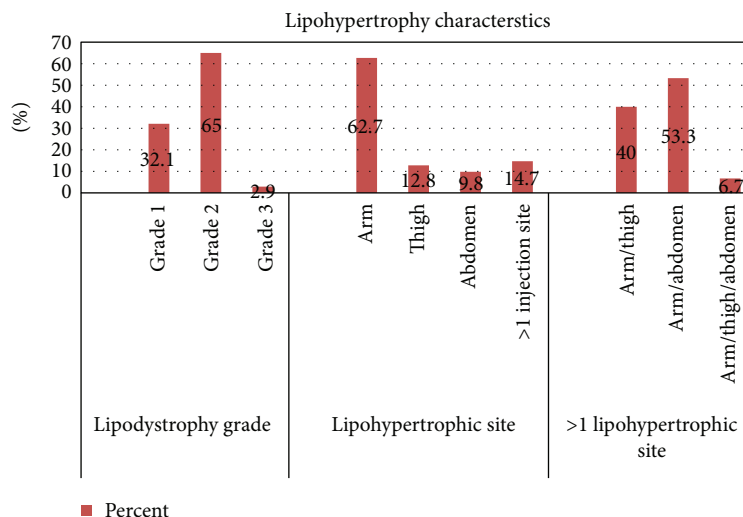 Lipohypertrophy characterstics
(%)
70
60
50
40
30
20
10
0
32.1
65
2.9
62.7
12.8
9.8
14.7
40
53.3
6.7
Grade 1
Grade 2
Grade 3
Arm
Thigh
Abdomen
>1 injection site
Arm/thigh
Arm/abdomen
Arm/thigh/abdomen
Lipodystrophy grade
Lipohypertrophic site
>1 lipohypertrophic
site
Percent